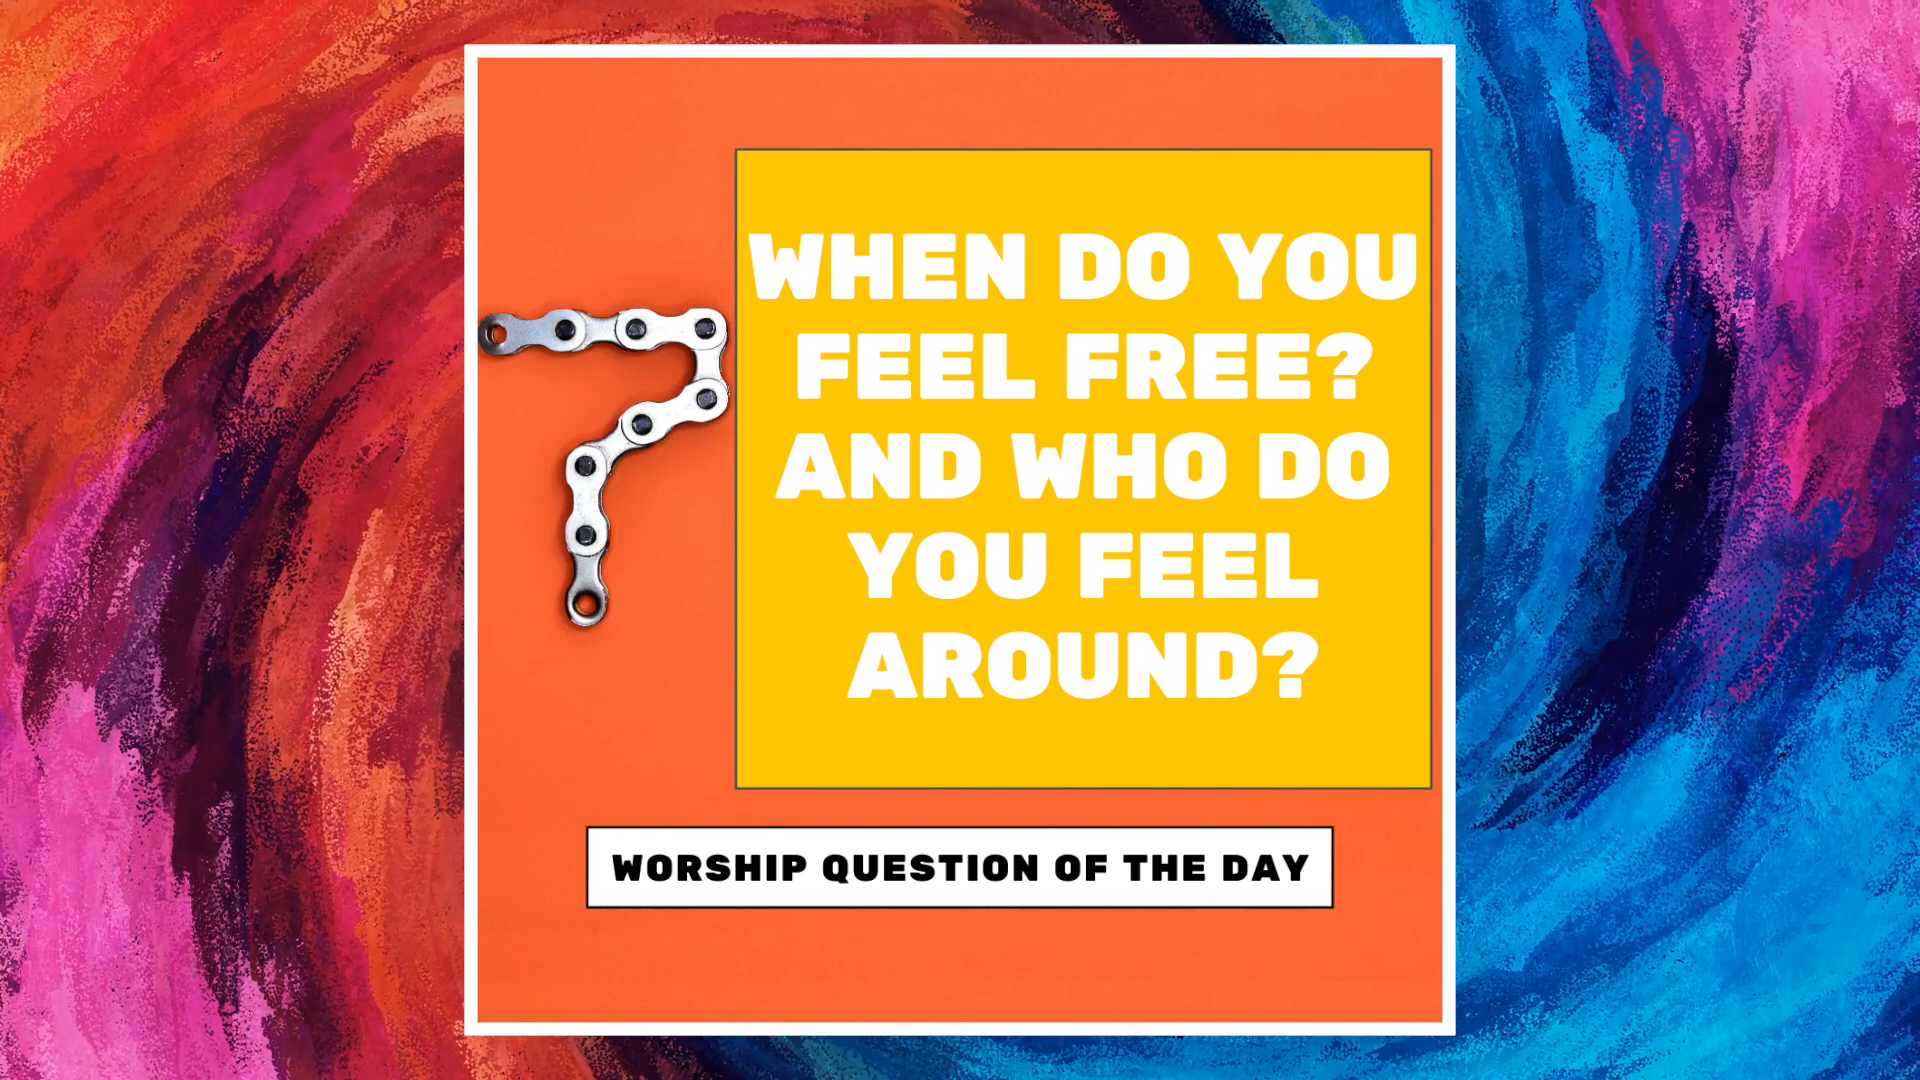 WHEN DO YOU
FEEL FREE?
AND WHO DO
YOU FEEL
AROUND?
WORSHIP QUESTION OF THE DAY